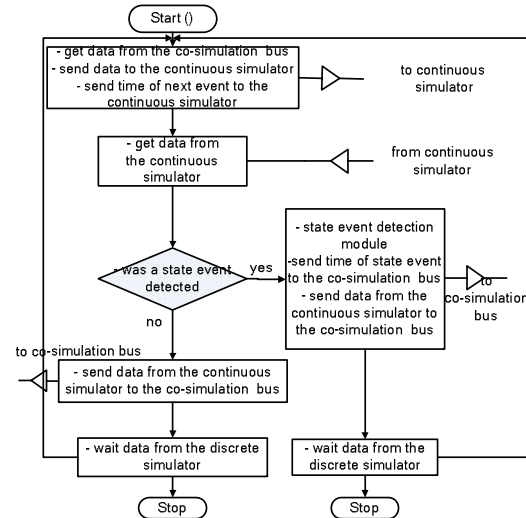 Start ()
- get data from the co-simulation bus
- send data to the continuous simulator
- send time of next event to the
continuous simulator
to continuous
simulator
- get data from
the continuous
simulator
from continuous
simulator
- was a state event
detected
yes
no
- state event detection
module
-send time of state event
to the co-simulation bus
- send data from the
continuous simulator to
the co-simulation bus
to
co-simulation
bus
to co-simulation bus
- send data from the continuous
simulator to the co-simulation bus
- wait data from the discrete
simulator
- wait data from the
discrete simulator
Stop
Stop